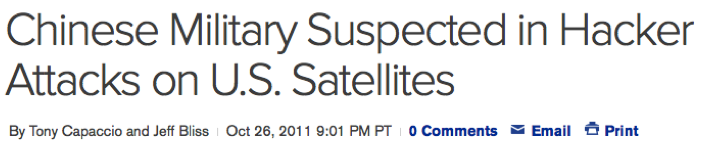 Chinese Military Suspected in Hacker
Attacks on U.S. Satellites
By Tony Capaccio and Jeff Bliss | Oct 26, 2011 9:01 PM PT | 0 Comments Email Print